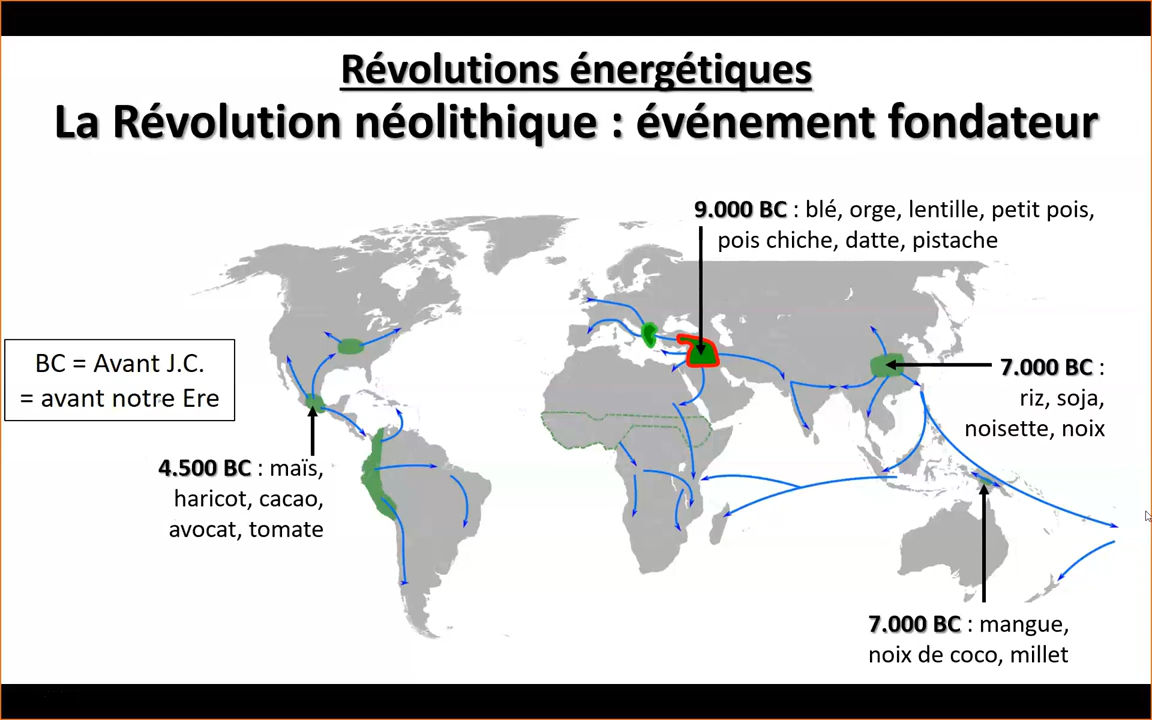 Révolutions énergétiques
La Révolution néolithique : événement fondateur
9.000 BC : blé, orge, lentille, petit pois,
pois chiche, datte, pistache
BC = Avant J.C.
= avant notre Ere
7.000 BC :
riz, soja,
noisette, noix
4.500 BC : maïs,
haricot, cacao,
avocat, tomate
7.000 BC : mangue,
noix de coco, millet